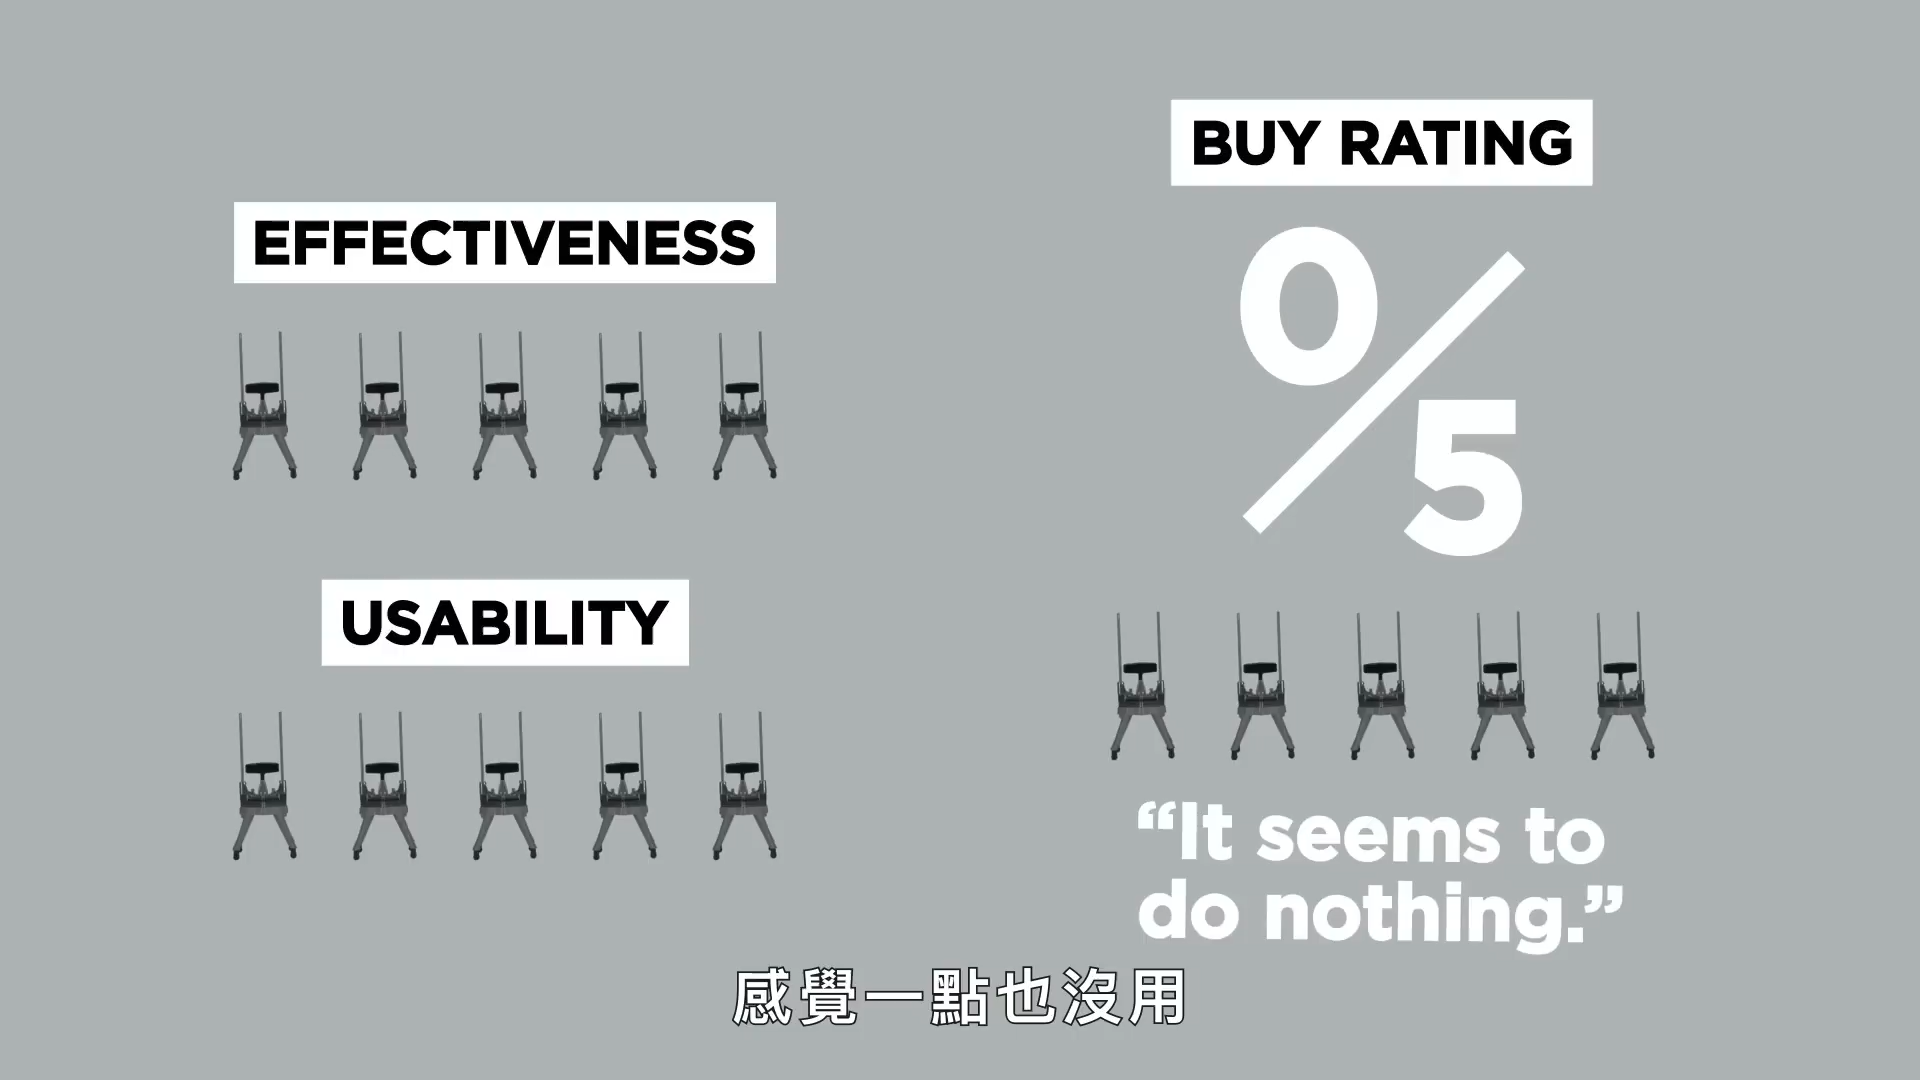 EFFECTIVENESS
USABILITY
BUY RATING
0/5
“It seems to
do nothing.”
感覺一點也沒用